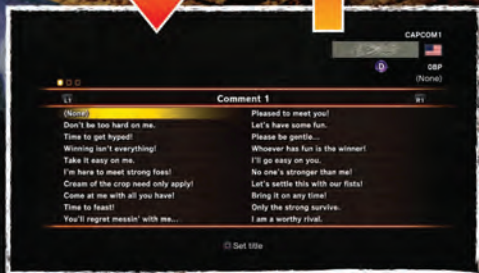 CAPCOM1
D 0BP
(None)
L1 Comment 1 R1
(None) Pleased to meet you!
Don't be too hard on me. Let's have some fun.
Time to get hyped! Please be gentle...
Winning isn't everything! Whoever has fun is the winner!
Take it easy on me. I'll go easy on you.
I'm here to meet strong foes! No one's stronger than me!
Cream of the crop need only apply! Let's settle this with our fists!
Come at me with all you have! Bring it on any time!
Time to feast! Only the strong survive.
You'll regret messin' with me... I am a worthy rival.
Set title